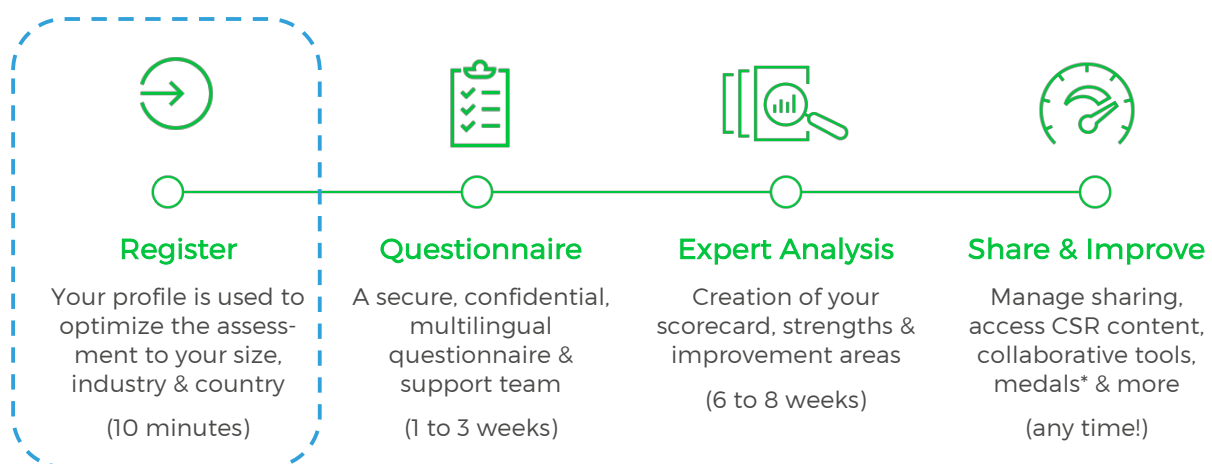 Register
Your profile is used to
optimize the assess-
ment to your size,
industry & country
(10 minutes)
Questionnaire
A secure, confidential,
multilingual
questionnaire &
support team
(1 to 3 weeks)
Expert Analysis
Creation of your
scorecard, strengths &
improvement areas
(6 to 8 weeks)
Share & Improve
Manage sharing,
access CSR content,
collaborative tools,
medals* & more
(any time!)